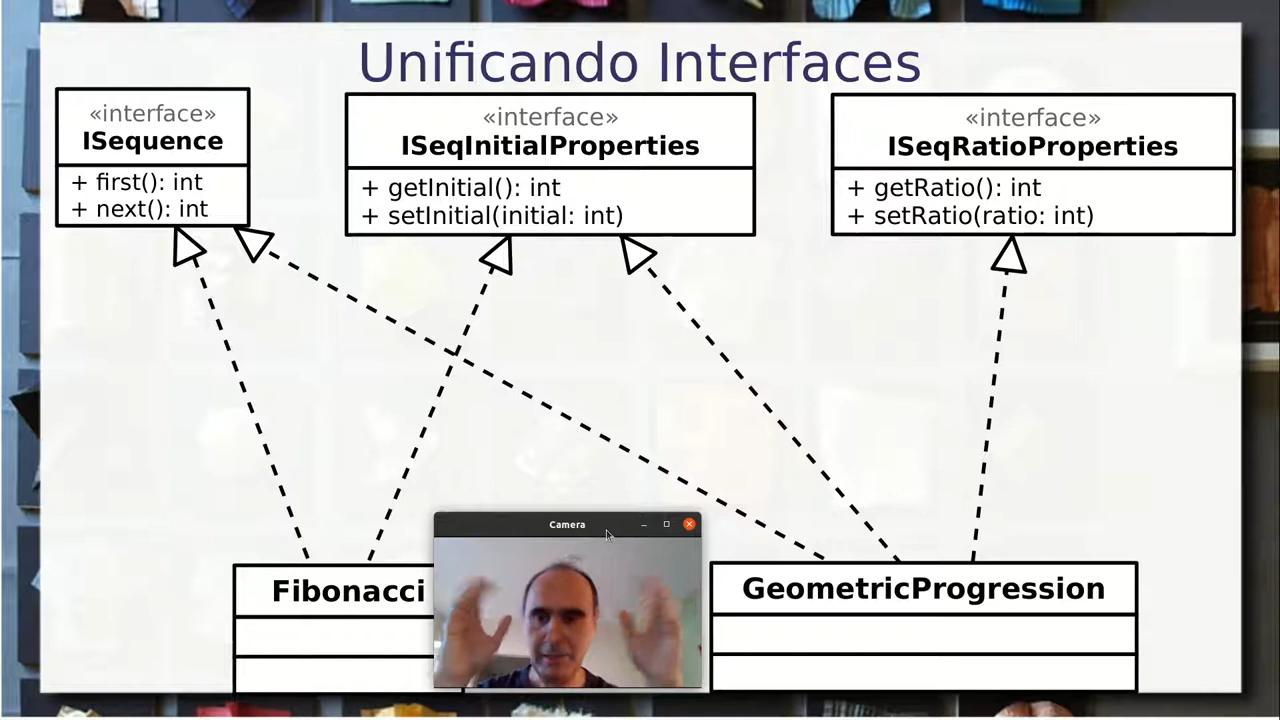 Unificando Interfaces
«interface»
ISequence
+ first(): int
+ next(): int
«interface»
ISeqInitialProperties
+ getInitial(): int
+ setInitial(initial: int)
«interface»
ISeqRatioProperties
+ getRatio(): int
+ setRatio(ratio: int)
Camera
Fibonacci
GeometricProgression